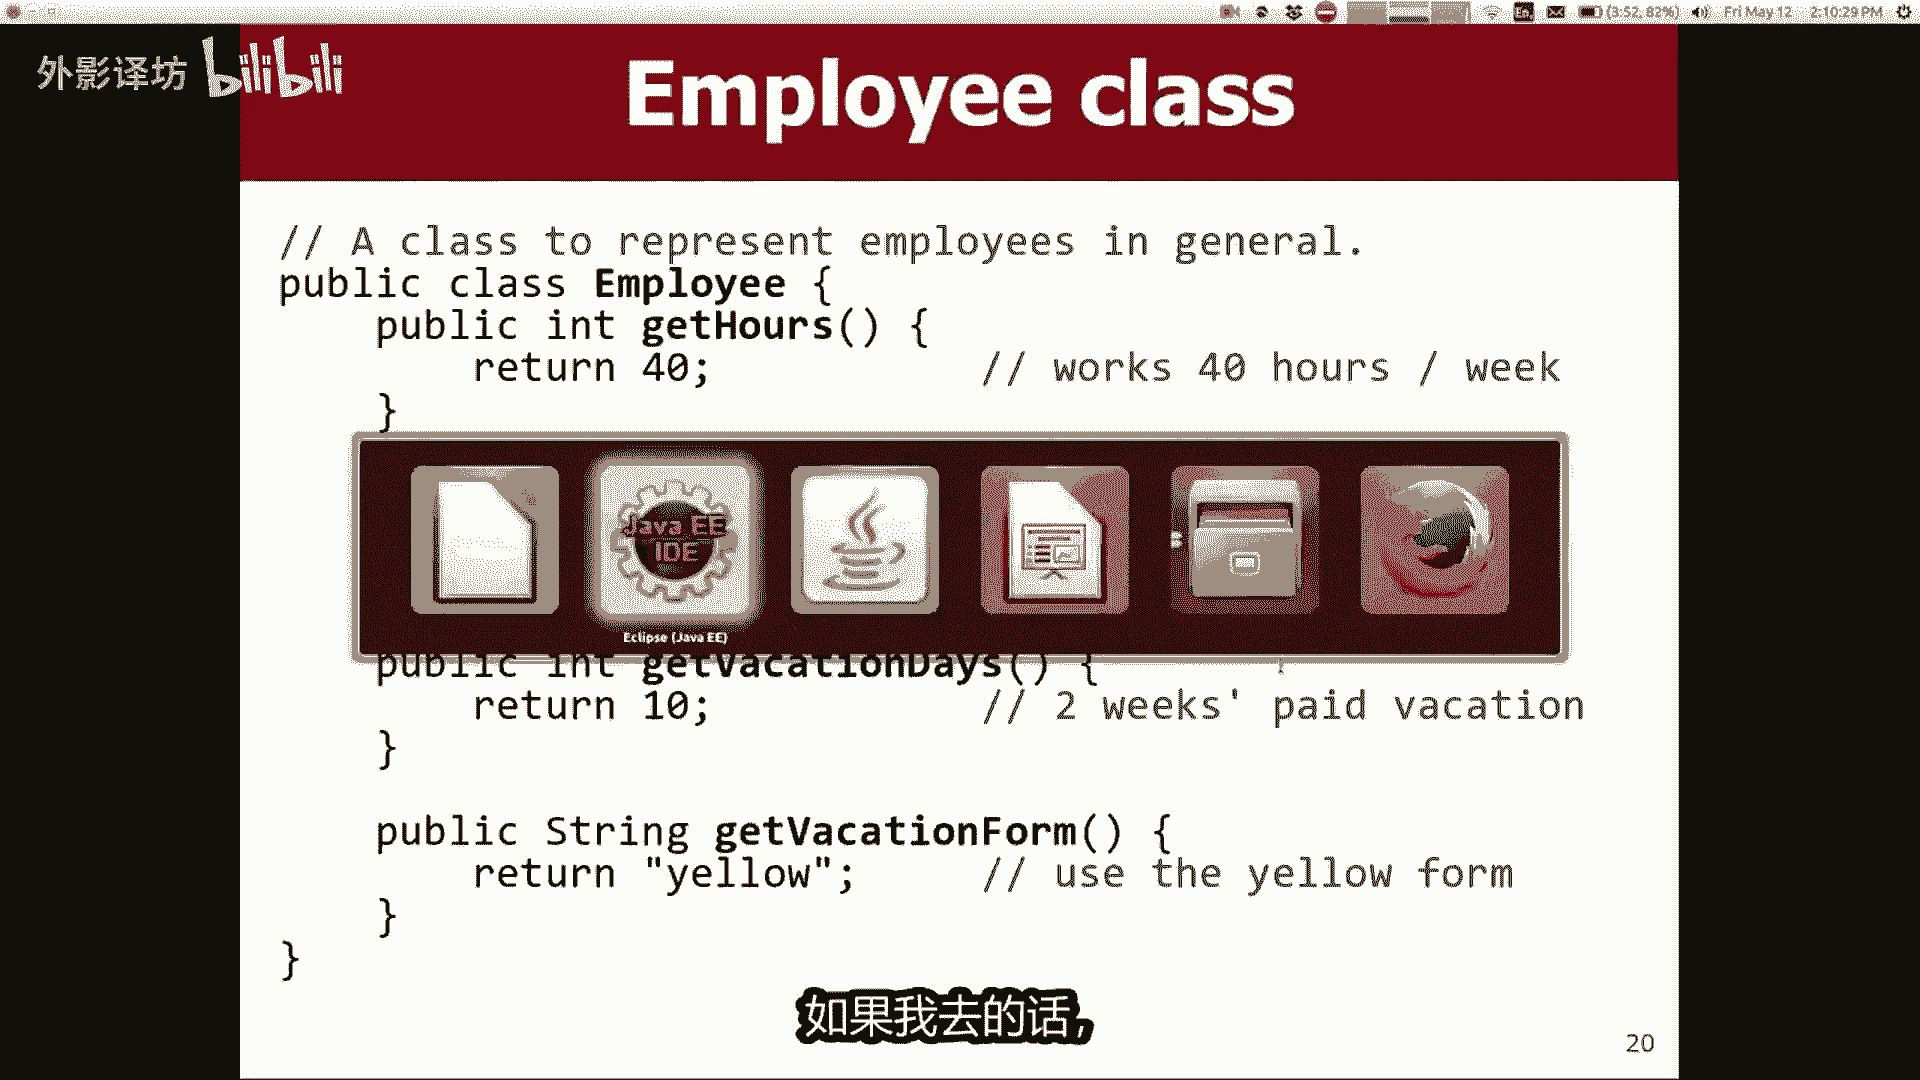 (3:52, 82%) Fri May 12 2:10:29 PM
外影译坊 bilibili
Employee class
// A class to represent employees in general.
public class Employee {
public int getHours() {
return 40; // works 40 hours / week
}
Java EE
IDE
Eclipse (Java EE)
public int getVacationDays() {
return 10; // 2 weeks' paid vacation
}
public String getVacationForm() {
return "yellow"; // use the yellow form
}
}
如果我去的话,
20